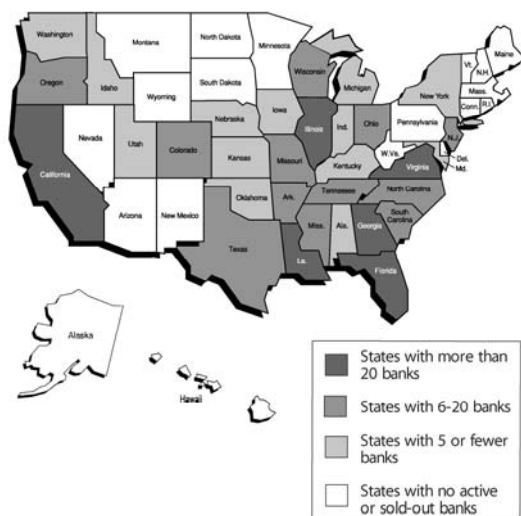 Washington
Montana
North Dakota
Minnesota
Vt.
Maine
N.H.
Oregon
Idaho
South Dakota
Wisconsin
Michigan
New York
Mass.
Conn.
R.I.
Wyoming
Iowa
Pennsylvania
Nebraska
Nevada
Utah
Colorado
Illinois
Ind.
Ohio
N.J.
W.Va.
Del.
Md.
California
Kansas
Missouri
Kentucky
Virginia
Arizona
New Mexico
Oklahoma
Ark.
Tennessee
North Carolina
South
Carolina
Texas
La.
Miss.
Ala.
Georgia
Florida
Alaska
Hawaii
States with more than
20 banks
States with 6-20 banks
States with 5 or fewer
banks
States with no active
or sold-out banks